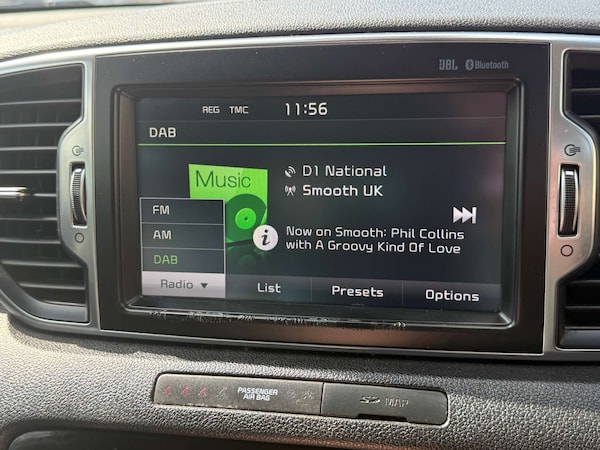 JBL Bluetooth
REG TMC 11:56
DAB
Music
D1 National
Smooth UK
FM
AM
DAB
Now on Smooth: Phil Collins
with A Groovy Kind Of Love
Radio ▼ List Presets Options
PASSENGER
AIR BAG
SD MAP